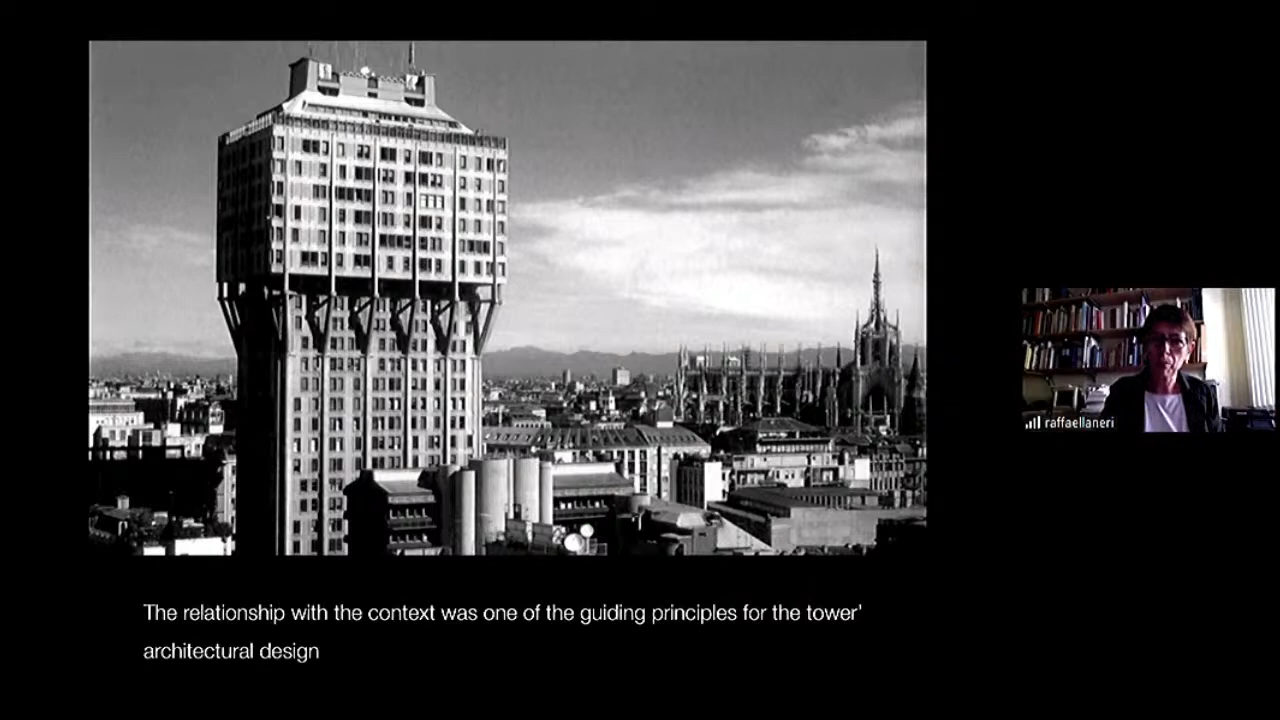 raffaellaneri
The relationship with the context was one of the guiding principles for the tower'
architectural design